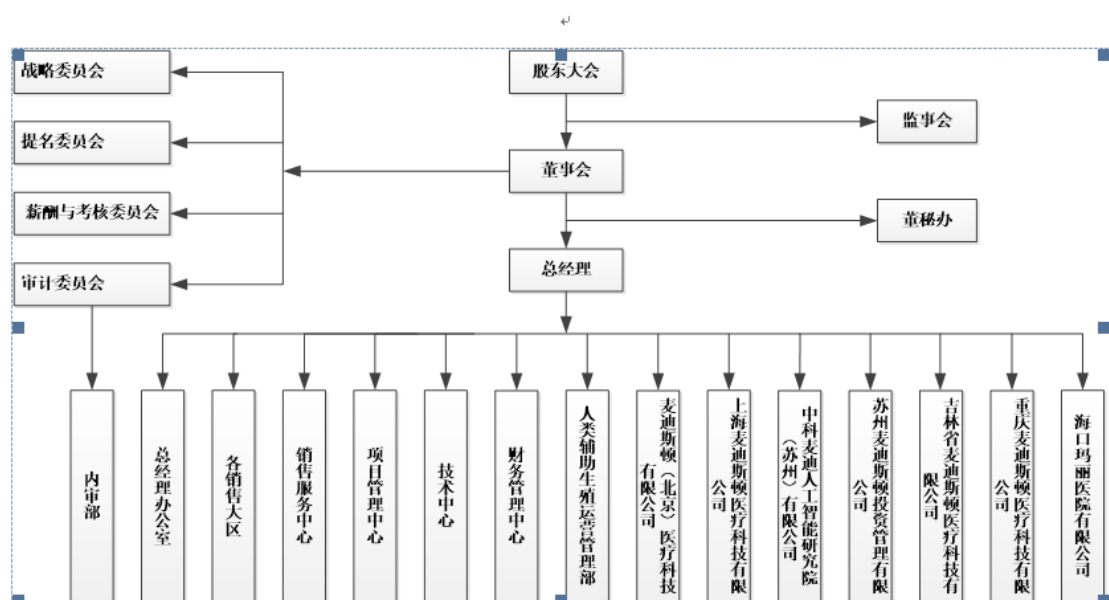 战略委员会
股东大会
监事会
提名委员会
董事会
薪酬与考核委员会
董秘办
总经理
审计委员会
内审部
总经理办公室
各销售大区
销售服务中心
项目管理中心
技术中心
财务管理中心
人类辅助生殖运营管理部
麦迪斯顿（北京）医疗科技
有限公司
上海麦迪斯顿医疗科技有限
公司
中科麦迪人工智能研究院
（苏州）有限公司
苏州麦迪斯顿投资管理有限
公司
吉林省麦迪斯顿医疗科技有
限公司
重庆麦迪斯顿医疗科技有限
公司
海口玛丽医院有限公司